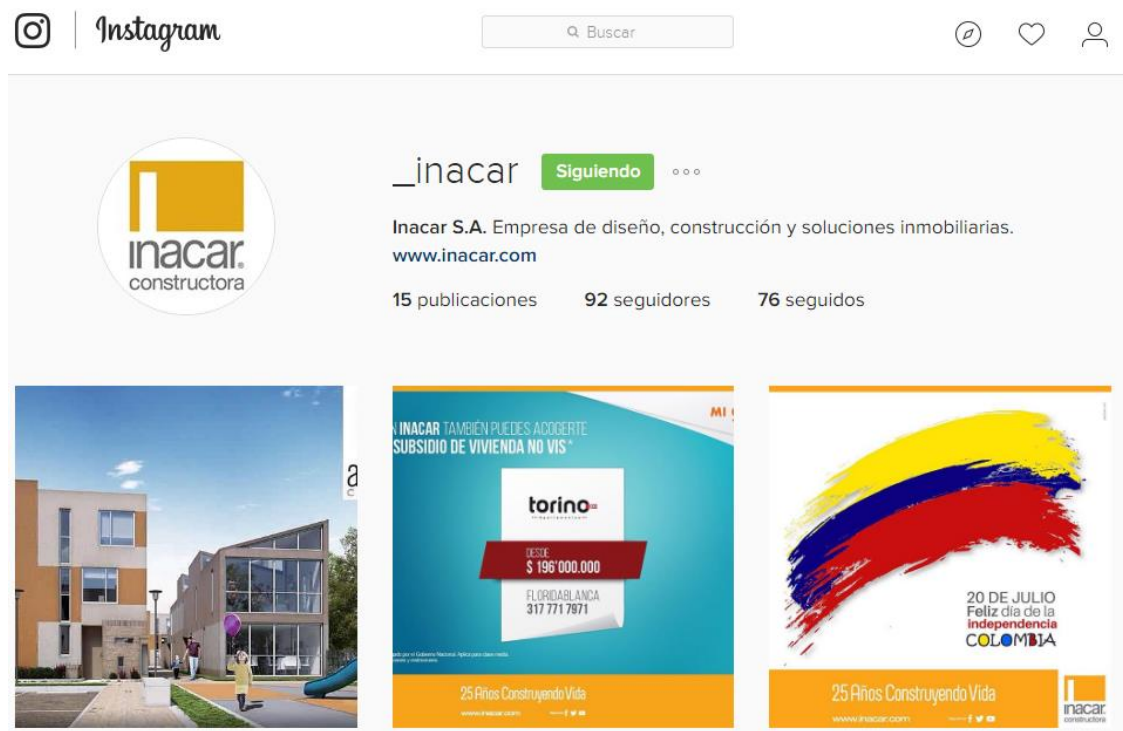 Instagram
Buscar
_inacar Siguiendo
Inacar S.A. Empresa de diseño, construcción y soluciones inmobiliarias.
www.inacar.com
15 publicaciones 92 seguidores 76 seguidos
inacar.
constructora
a
C
MI
INACAR TAMBIÉN PUEDES ACOGERTE
SUBSIDIO DE VIVIENDA NO VIS*
torino
DESDE
$ 196'000.000
FLORIDABLANCA
317 771 7971
25 Años Construyendo Vida
www.inacar.com
20 DE JULIO
Feliz día de la
independencia
COLOMBIA
25 Años Construyendo Vida
www.inacar.com
inacar.
constructora